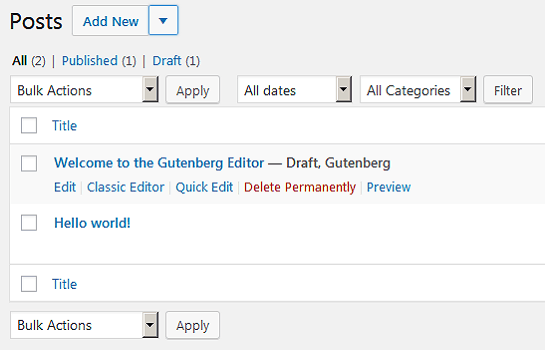 Posts Add New
All (2) | Published (1) | Draft (1)
Bulk Actions Apply All dates All Categories Filter
Title
Welcome to the Gutenberg Editor — Draft, Gutenberg
Edit | Classic Editor | Quick Edit | Delete Permanently | Preview
Hello world!
Title
Bulk Actions Apply